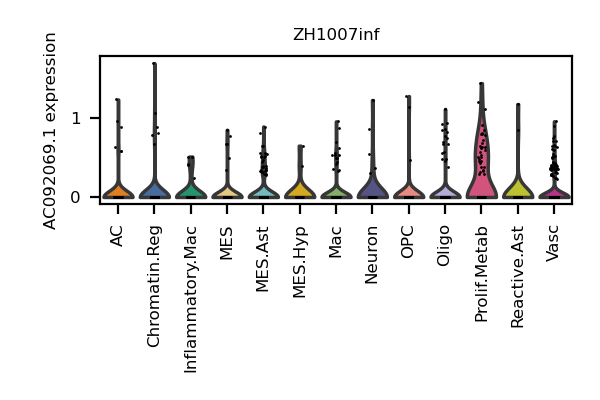 ZH1007inf
AC092069.1 expression
1
0
AC
Chromatin.Reg
Inflammatory.Mac
MES
MES.Ast
MES.Hyp
Mac
Neuron
OPC
Oligo
Prolif.Metab
Reactive.Ast
Vasc